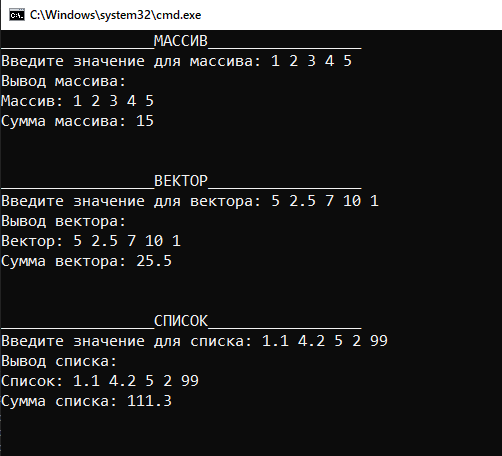 C:\Windows\system32\cmd.exe
_________________МАССИВ_________________
Введите значение для массива: 1 2 3 4 5
Вывод массива:
Массив: 1 2 3 4 5
Сумма массива: 15
_________________ВЕКТОР_________________
Введите значение для вектора: 5 2.5 7 10 1
Вывод вектора:
Вектор: 5 2.5 7 10 1
Сумма вектора: 25.5
_________________СПИСОК_________________
Введите значение для списка: 1.1 4.2 5 2 99
Вывод списка:
Список: 1.1 4.2 5 2 99
Сумма списка: 111.3